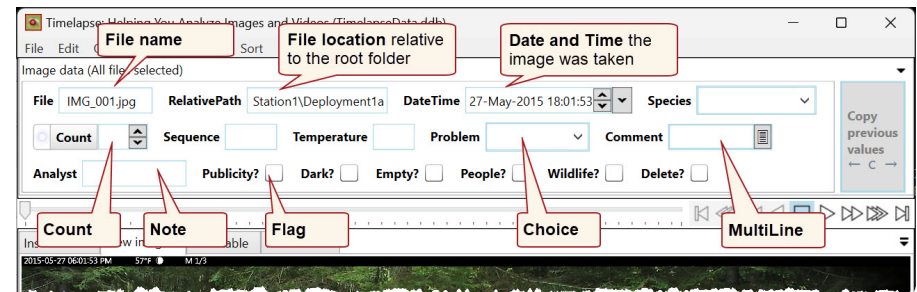 Timelapse: Helping You Analyze Images and Videos (TimelapseData.ddb)
File Edit Sort
File name
File location relative
to the root folder
Date and Time the
image was taken
Image data (All files selected)
File IMG_001.jpg RelativePath Station1\Deployment1a DateTime 27-May-2015 18:01:53 Species
Count Sequence Temperature Problem Comment
Analyst Publicity? Dark? Empty? People? Wildlife? Delete?
Copy
previous
values
← C →
Count Note Flag Choice MultiLine
2015-05-27 06:01:53 PM 57°F M 1/3